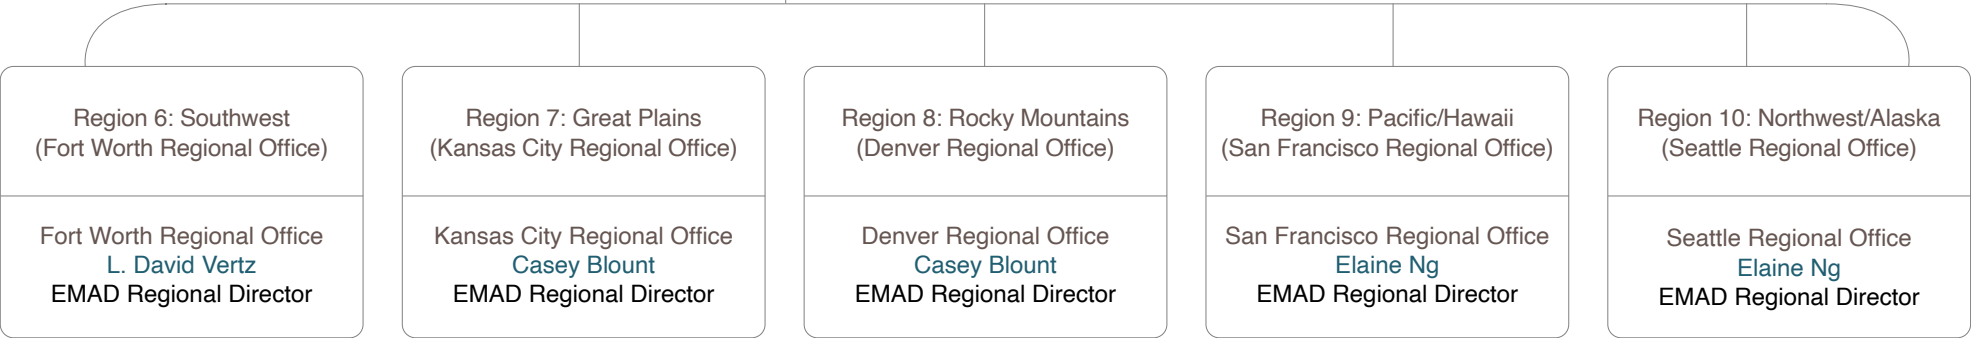 Region 6: Southwest
(Fort Worth Regional Office)
Fort Worth Regional Office
L. David Vertz
EMAD Regional Director
Region 7: Great Plains
(Kansas City Regional Office)
Kansas City Regional Office
Casey Blount
EMAD Regional Director
Region 8: Rocky Mountains
(Denver Regional Office)
Denver Regional Office
Casey Blount
EMAD Regional Director
Region 9: Pacific/Hawaii
(San Francisco Regional Office)
San Francisco Regional Office
Elaine Ng
EMAD Regional Director
Region 10: Northwest/Alaska
(Seattle Regional Office)
Seattle Regional Office
Elaine Ng
EMAD Regional Director